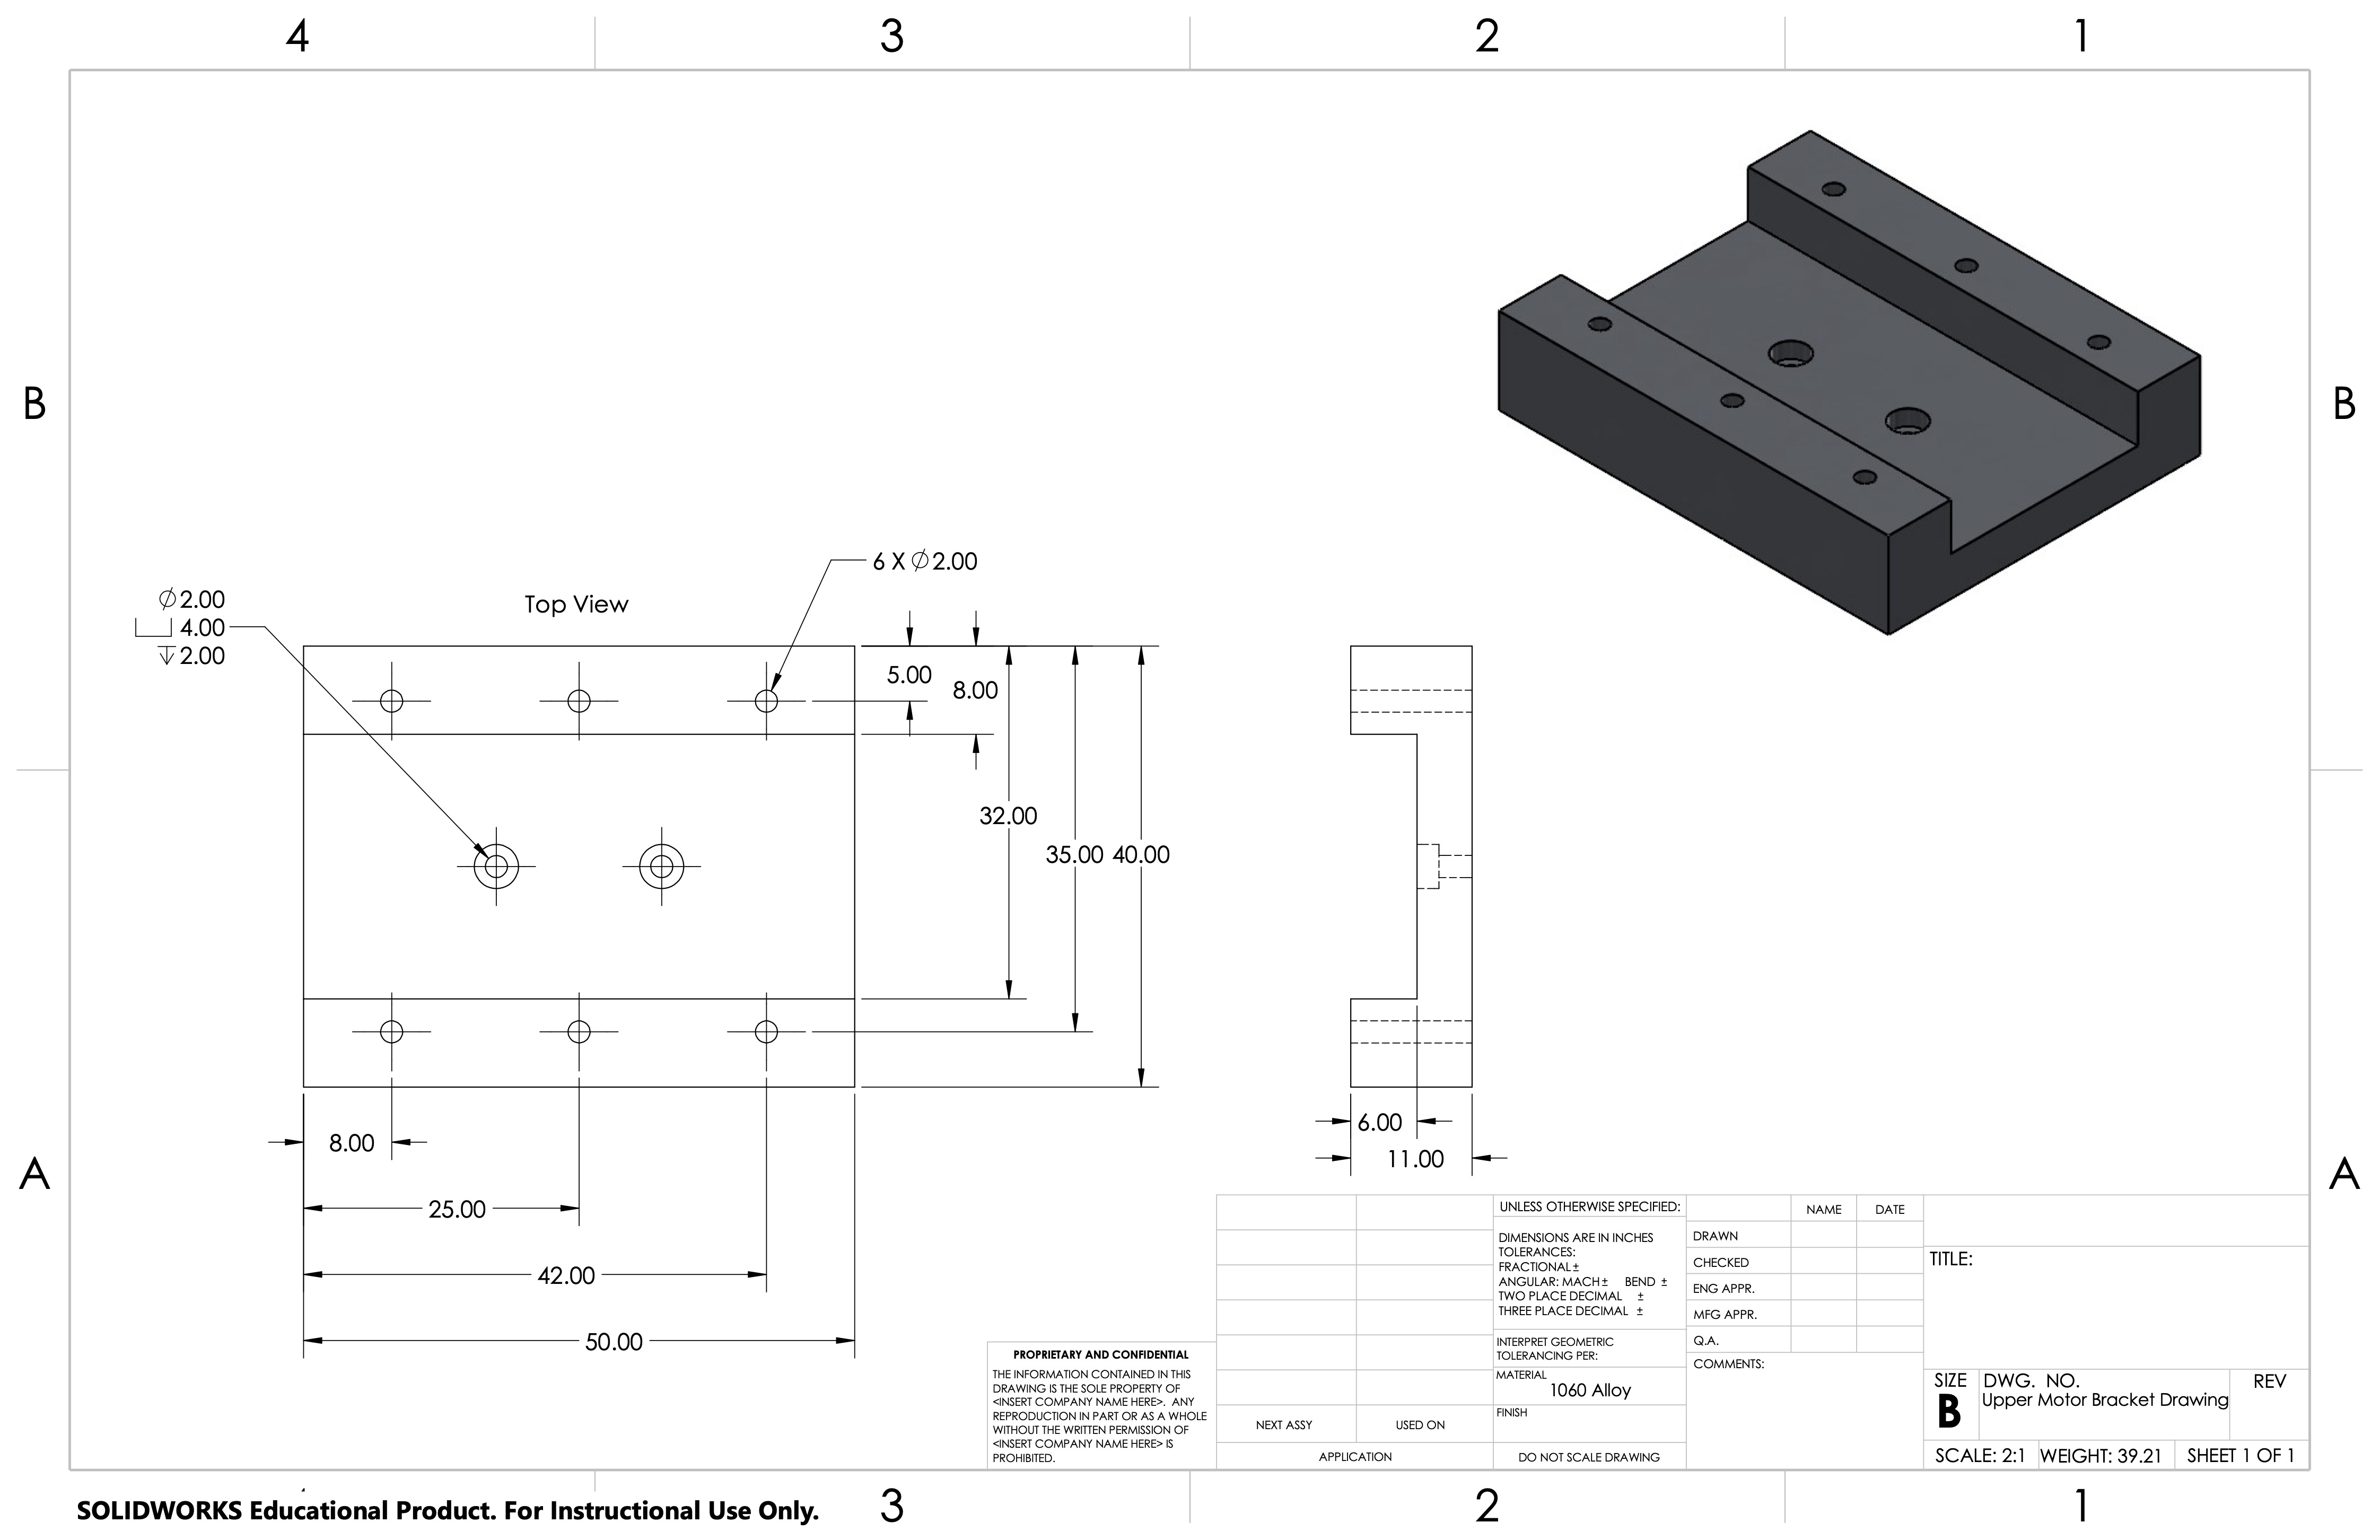 4 3 2 1
B B
6 X ∅2.00
∅2.00
⌴ 4.00
↧2.00
Top View
5.00
8.00
32.00
35.00 40.00
6.00
8.00
11.00
A A
25.00
42.00
50.00
UNLESS OTHERWISE SPECIFIED:
DIMENSIONS ARE IN INCHES
TOLERANCES:
FRACTIONAL±
ANGULAR: MACH± BEND ±
TWO PLACE DECIMAL ±
THREE PLACE DECIMAL ±
INTERPRET GEOMETRIC
TOLERANCING PER:
MATERIAL
1060 Alloy
FINISH
DO NOT SCALE DRAWING
NAME DATE
DRAWN
CHECKED
ENG APPR.
MFG APPR.
Q.A.
COMMENTS:
TITLE:
SIZE
B
DWG. NO.
Upper Motor Bracket Drawing
REV
SCALE: 2:1 WEIGHT: 39.21 SHEET 1 OF 1
PROPRIETARY AND CONFIDENTIAL
THE INFORMATION CONTAINED IN THIS
DRAWING IS THE SOLE PROPERTY OF
<INSERT COMPANY NAME HERE>. ANY
REPRODUCTION IN PART OR AS A WHOLE
WITHOUT THE WRITTEN PERMISSION OF
<INSERT COMPANY NAME HERE> IS
PROHIBITED.
NEXT ASSY USED ON
APPLICATION
SOLIDWORKS Educational Product. For Instructional Use Only.
3 2 1